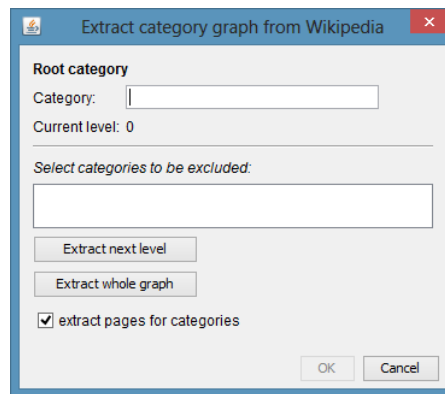 Extract category graph from Wikipedia
Root category
Category:
Current level: 0
Select categories to be excluded:
Extract next level
Extract whole graph
extract pages for categories
OK Cancel